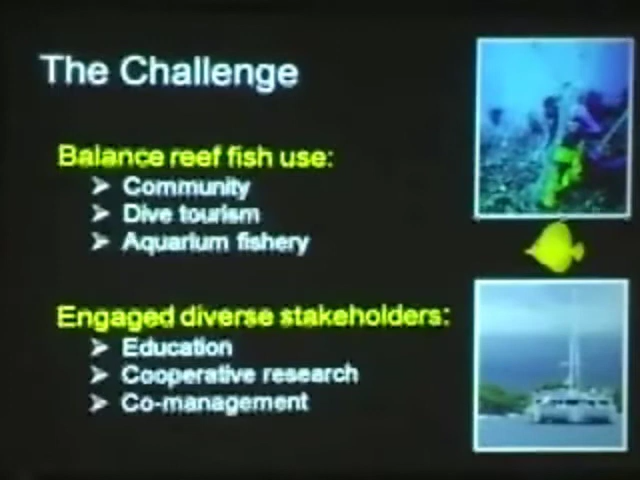 The Challenge
Balance reef fish use:
Community
Dive tourism
Aquarium fishery
Engaged diverse stakeholders:
Education
Cooperative research
Co-management